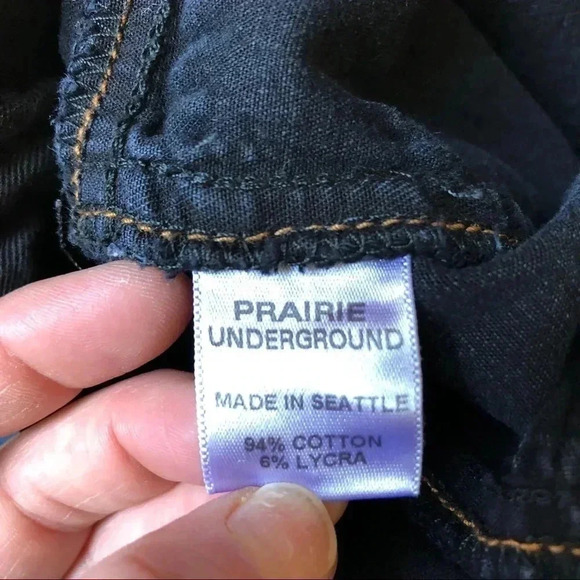 PRAIRIE
UNDERGROUND
MADE IN SEATTLE
94% COTTON
6% LYCRA